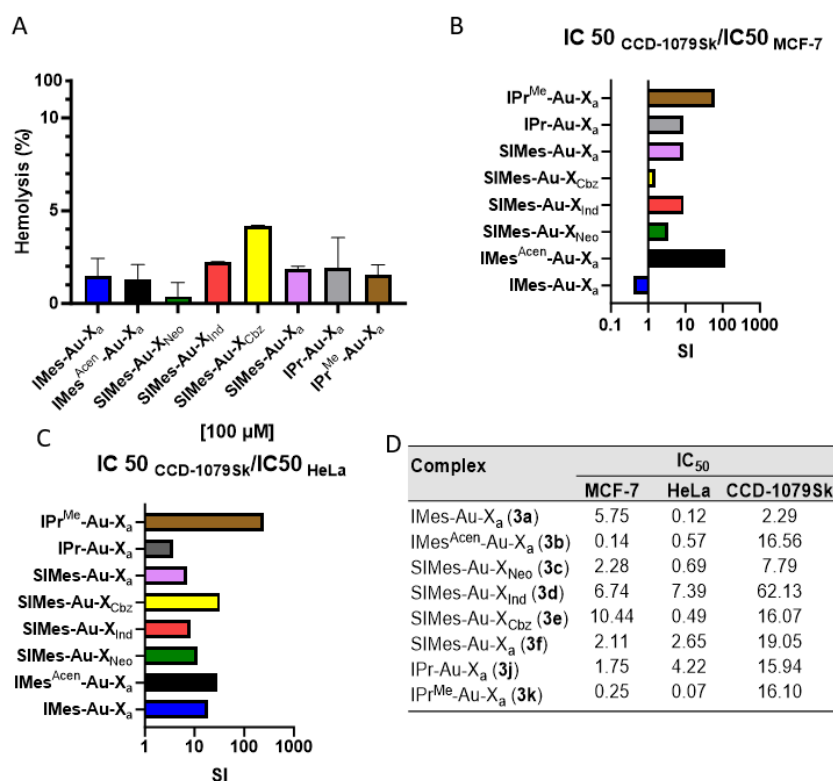 A
Hemolysis (%)
100
10
5
0
IMes-Au-Xa
IMesAcen-Au-Xa
SIMes-Au-XNeo
SIMes-Au-XInd
SIMes-Au-XCbz
SIMes-Au-Xa
IPr-Au-Xa
IPrMe-Au-Xa
[100 µM]
B
IC 50 CCD-1079Sk/IC50 MCF-7
IPrMe-Au-Xa
IPr-Au-Xa
SIMes-Au-Xa
SIMes-Au-XCbz
SIMes-Au-XInd
SIMes-Au-XNeo
IMesAcen-Au-Xa
IMes-Au-Xa
0.1 1 10 100 1000
SI
C
IC 50 CCD-1079Sk/IC50 HeLa
IPrMe-Au-Xa
IPr-Au-Xa
SIMes-Au-Xa
SIMes-Au-XCbz
SIMes-Au-XInd
SIMes-Au-XNeo
IMesAcen-Au-Xa
IMes-Au-Xa
1 10 100 1000
SI
D
Complex IC50
MCF-7 HeLa CCD-1079Sk
IMes-Au-Xa (3a) 5.75 0.12 2.29
IMesAcen-Au-Xa (3b) 0.14 0.57 16.56
SIMes-Au-XNeo (3c) 2.28 0.69 7.79
SIMes-Au-XInd (3d) 6.74 7.39 62.13
SIMes-Au-XCbz (3e) 10.44 0.49 16.07
SIMes-Au-Xa (3f) 2.11 2.65 19.05
IPr-Au-Xa (3j) 1.75 4.22 15.94
IPrMe-Au-Xa (3k) 0.25 0.07 16.10